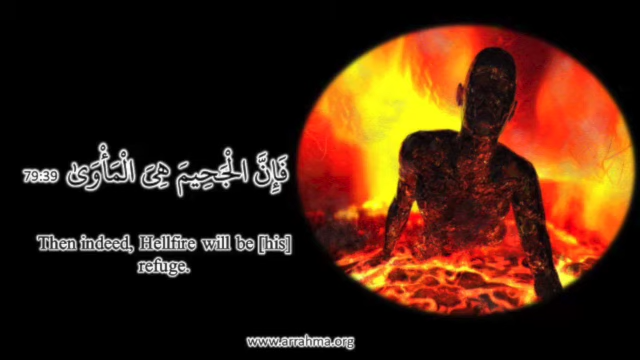 فَإِنَّ الْجَحِيمَ هِيَ الْمَأْوَىٰ 79:39
Then indeed, Hellfire will be [his]
refuge.
www.arrahma.org